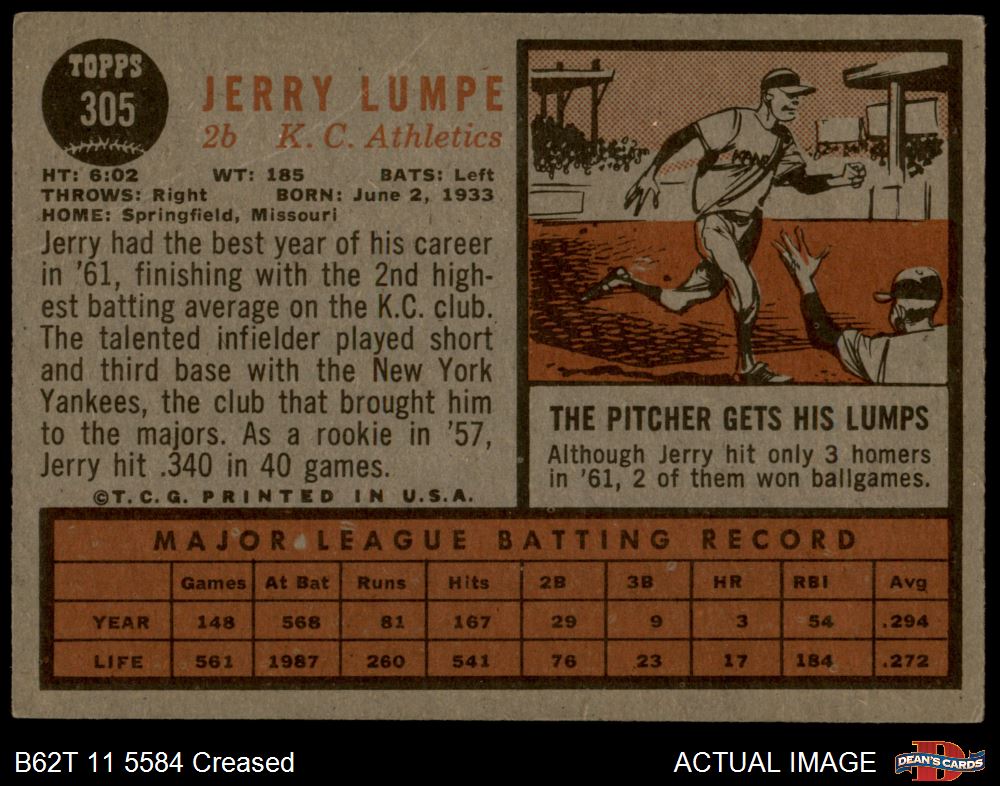 TOPPS
305
JERRY LUMPE
2b K. C. Athletics
HT: 6:02 WT: 185 BATS: Left
THROWS: Right BORN: June 2, 1933
HOME: Springfield, Missouri
Jerry had the best year of his career
in '61, finishing with the 2nd high-
est batting average on the K.C. club.
The talented infielder played short
and third base with the New York
Yankees, the club that brought him
to the majors. As a rookie in '57,
Jerry hit .340 in 40 games.
©T.C.G. PRINTED IN U.S.A.
THE PITCHER GETS HIS LUMPS
Although Jerry hit only 3 homers
in '61, 2 of them won ballgames.
MAJOR LEAGUE BATTING RECORD
Games At Bat Runs Hits 2B 3B HR RBI Avg
YEAR 148 568 81 167 29 9 3 54 .294
LIFE 561 1987 260 541 76 23 17 184 .272
B62T 11 5584 Creased
ACTUAL IMAGE
DEAN'S CARDS